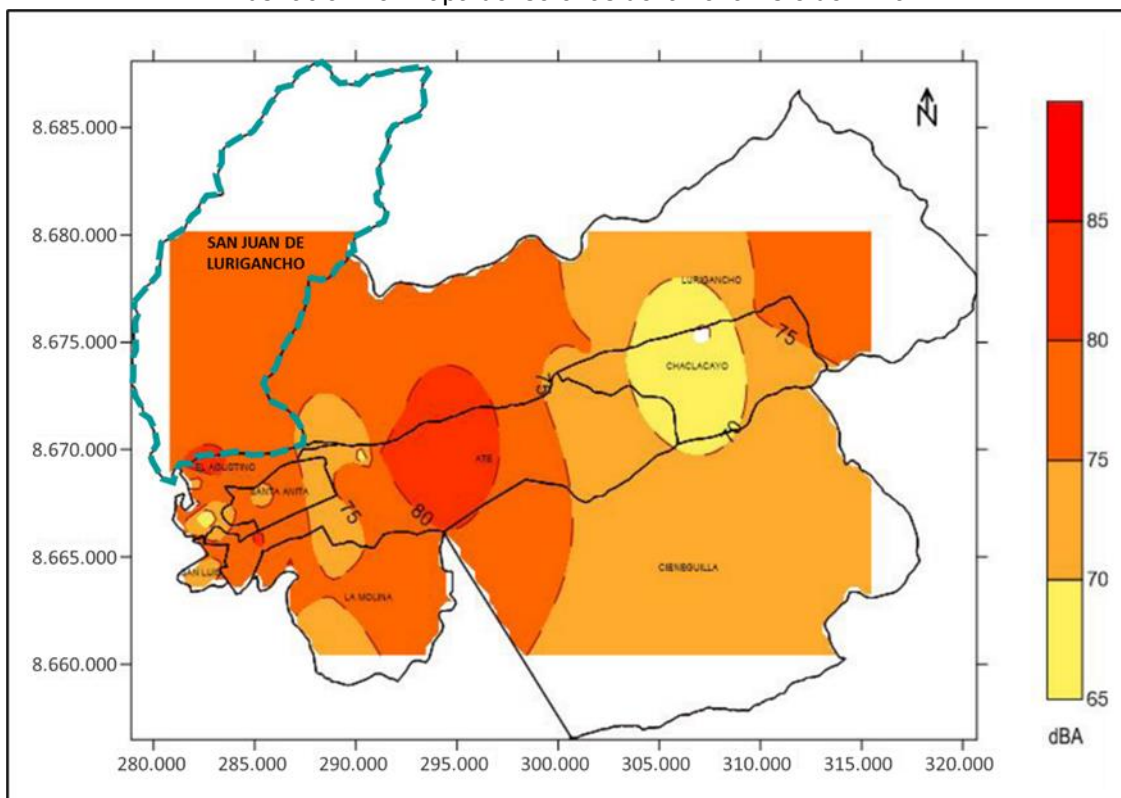 N
8.685.000
85
8.680.000
SAN JUAN DE
LURIGANCHO
LURIGANCHO
80
8.675.000
75
CHACLACAYO
75
75
70
8.670.000
ATE
EL AGUSTINO
SANTA ANITA
75
80
70
8.665.000
SAN LUIS
CIENEGUILLA
LA MOLINA
8.660.000
65
dBA
280.000 285.000 290.000 295.000 300.000 305.000 310.000 315.000 320.000